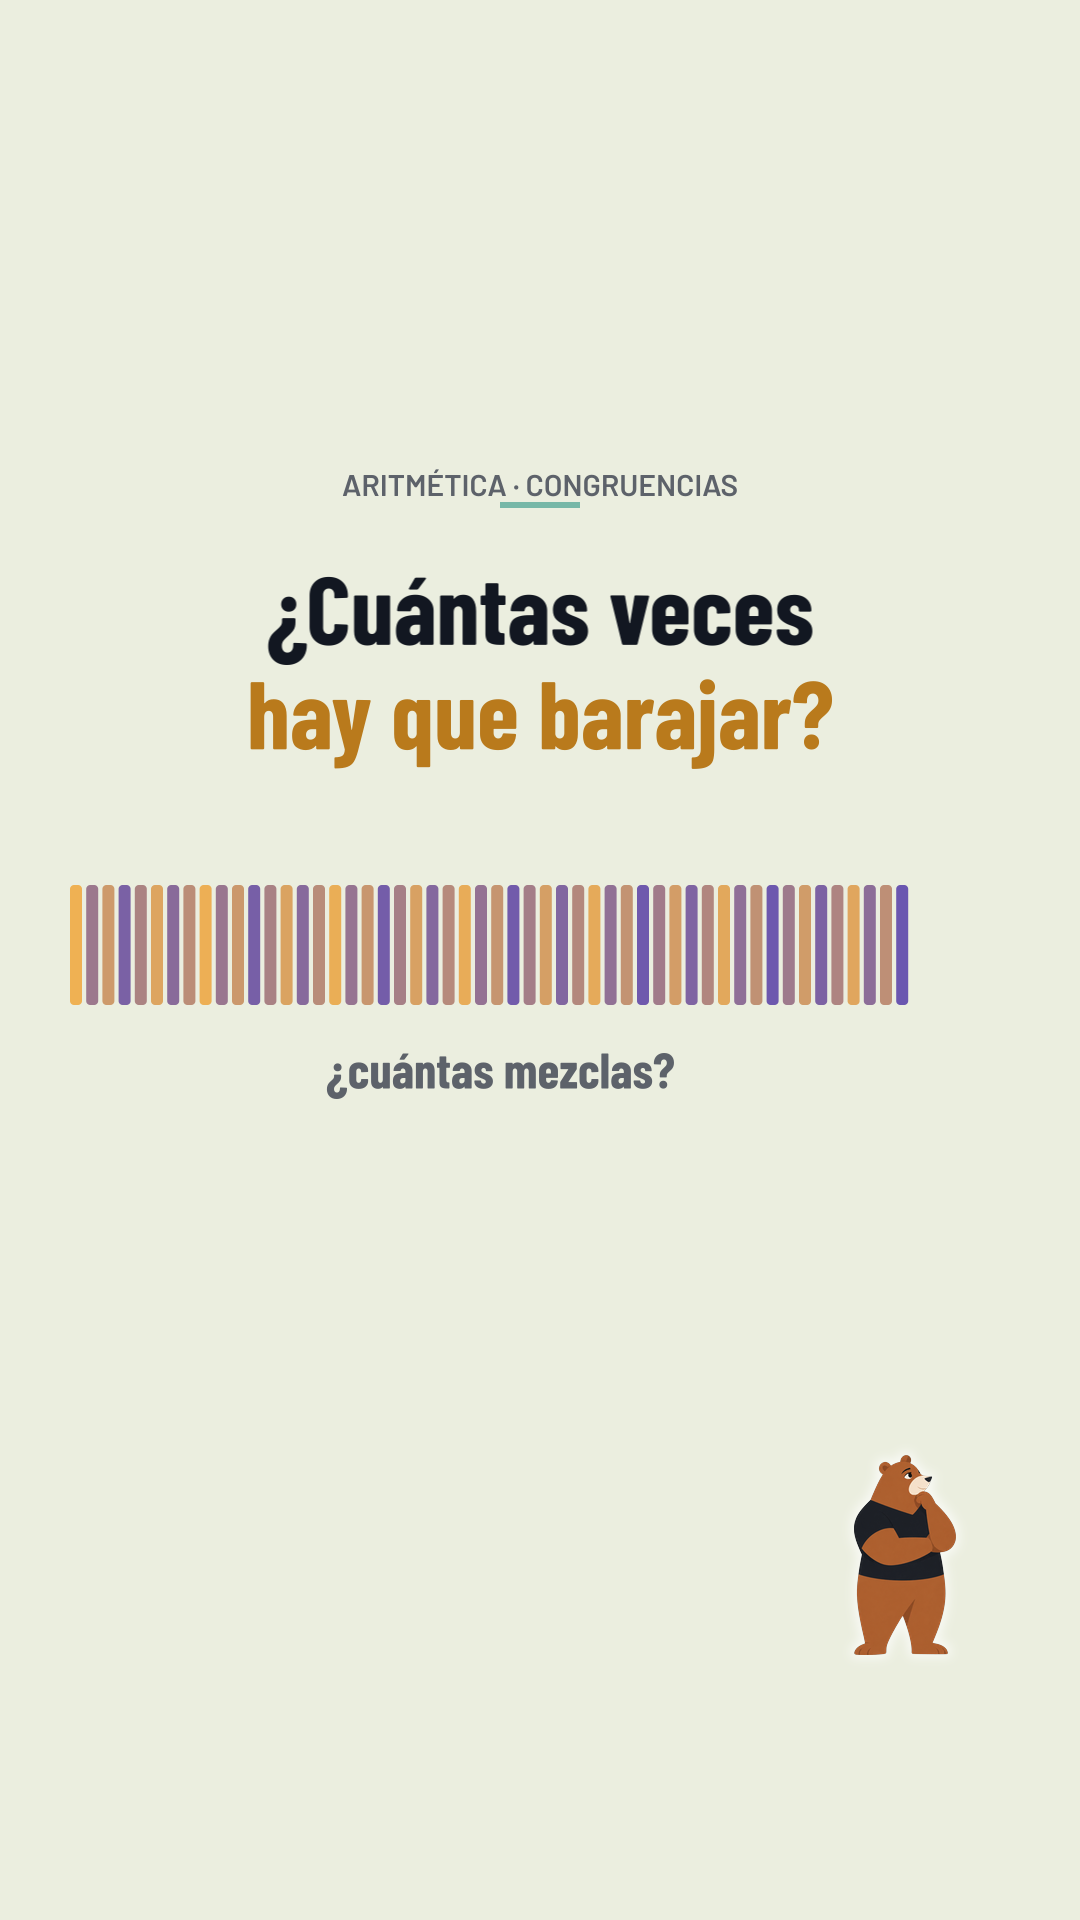 ARITMÉTICA · CONGRUENCIAS
¿Cuántas veces
hay que barajar?
¿cuántas mezclas?